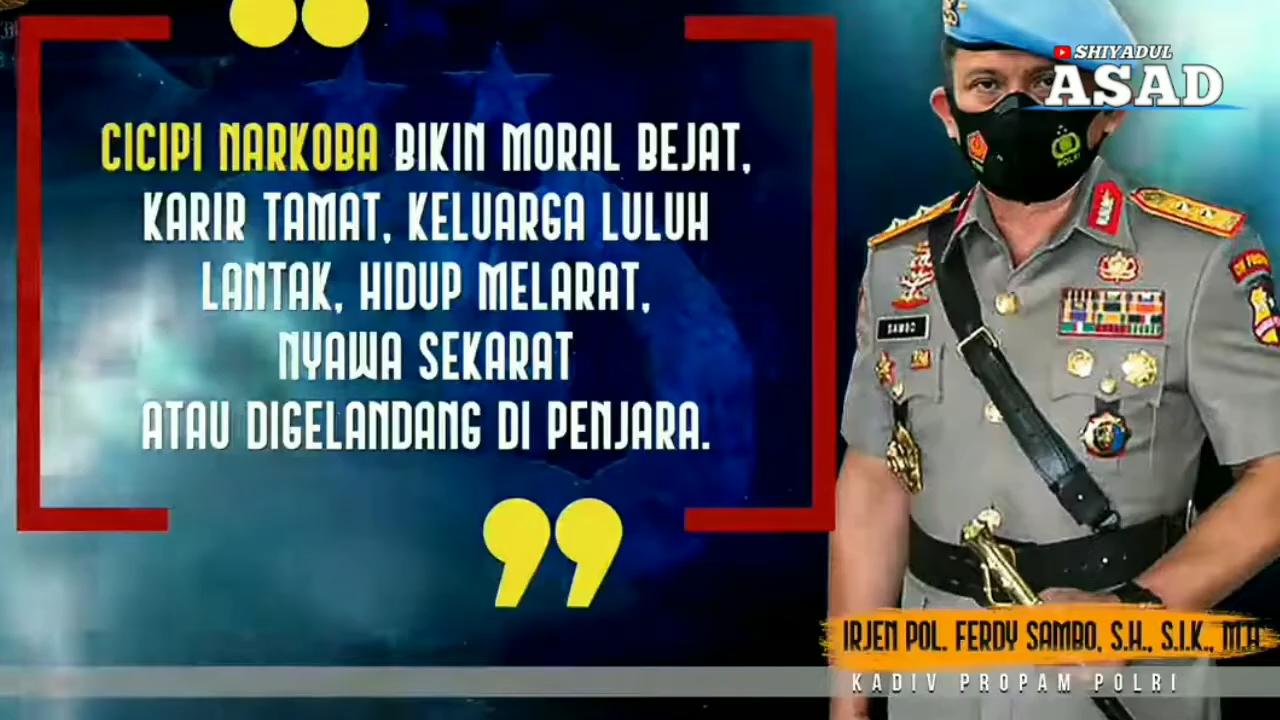 SHIYADUL
ASAD
CICIPI NARKOBA BIKIN MORAL BEJAT,
KARIR TAMAT, KELUARGA LULUH
LANTAK, HIDUP MELARAT,
NYAWA SEKARAT
ATAU DIGELANDANG DI PENJARA.
POLRI
SAMBO
IRJEN POL. FERDY SAMBO, S.H., S.I.K., M.H
KADIV PROPAM POLRI